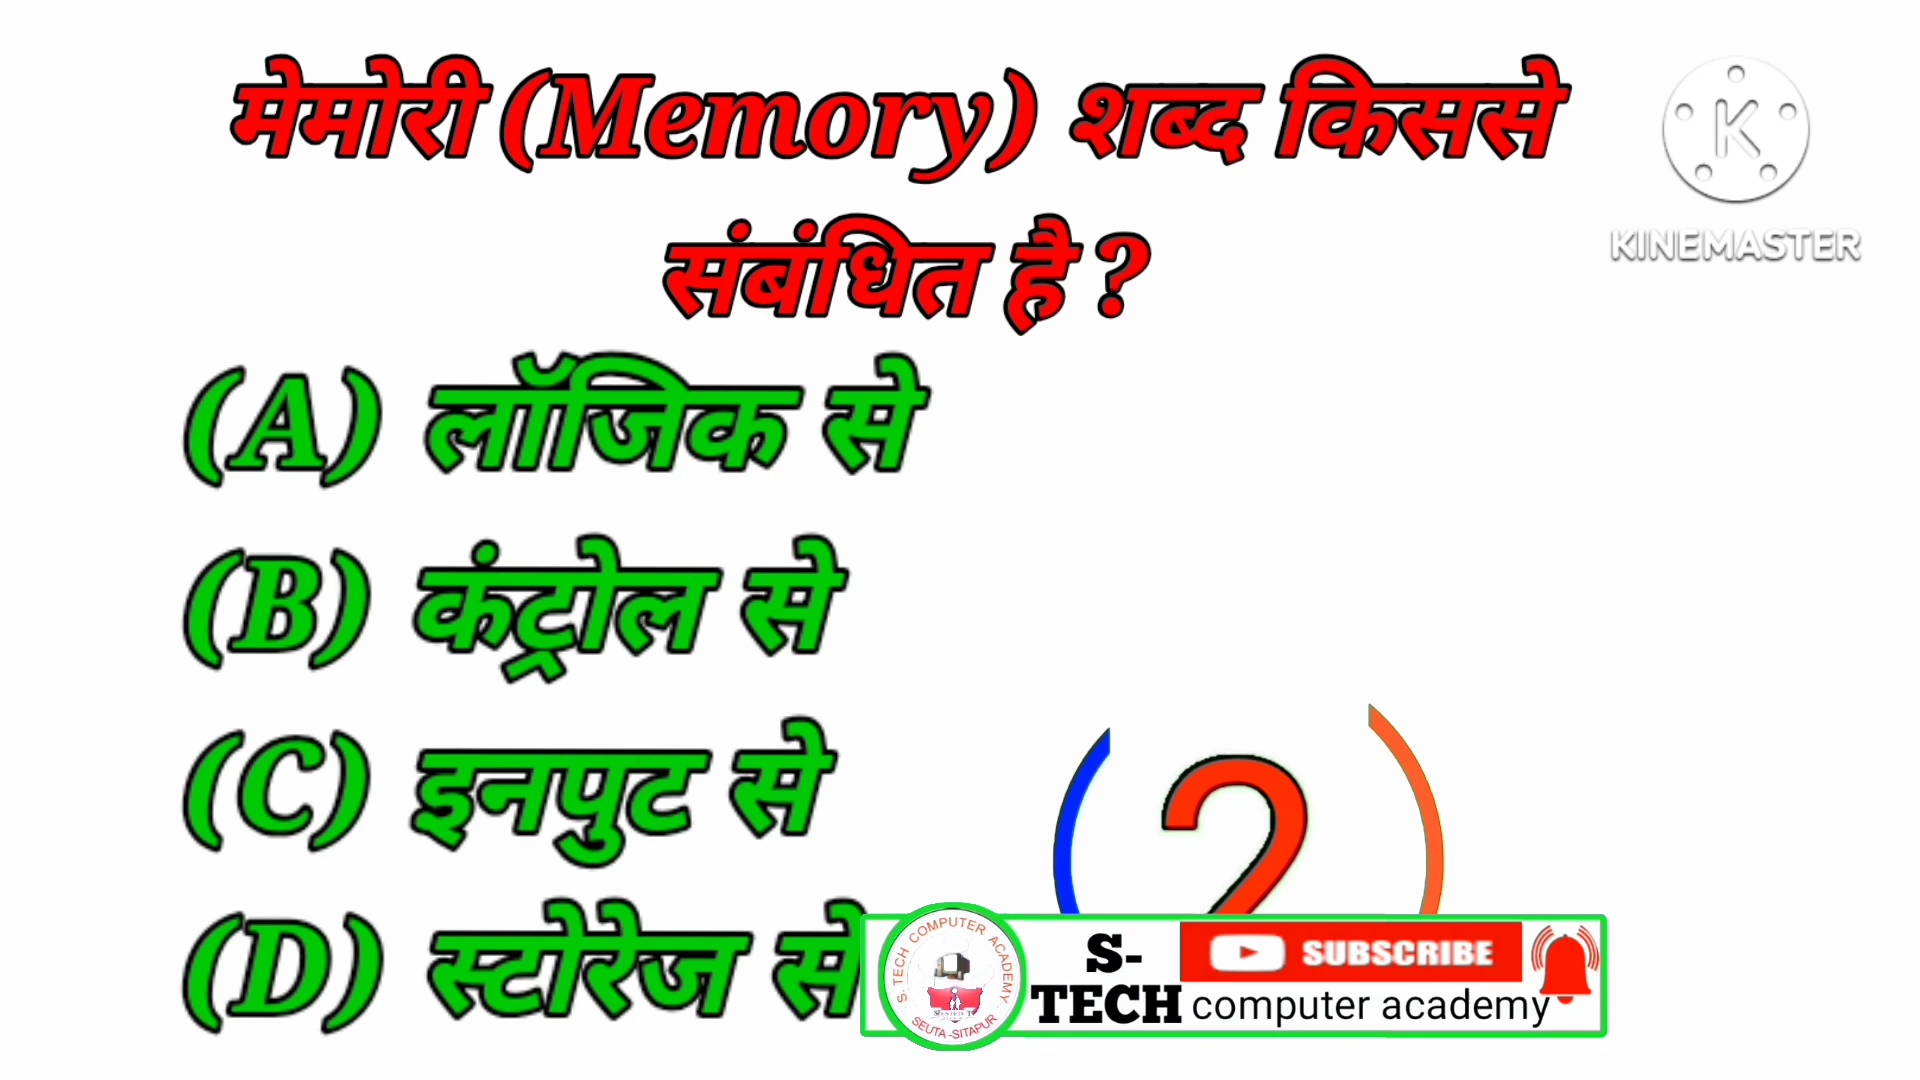 मेमोरी (Memory) शब्द किससे
संबंधित है ?
(A) लॉजिक से
(B) कंट्रोल से
(C) इनपुट से
(D) स्टोरेज से
K
KINEMASTER
2
S. TECH COMPUTER ACADEMY
SEUTA-SITAPUR
S-
TECH
SUBSCRIBE
computer academy